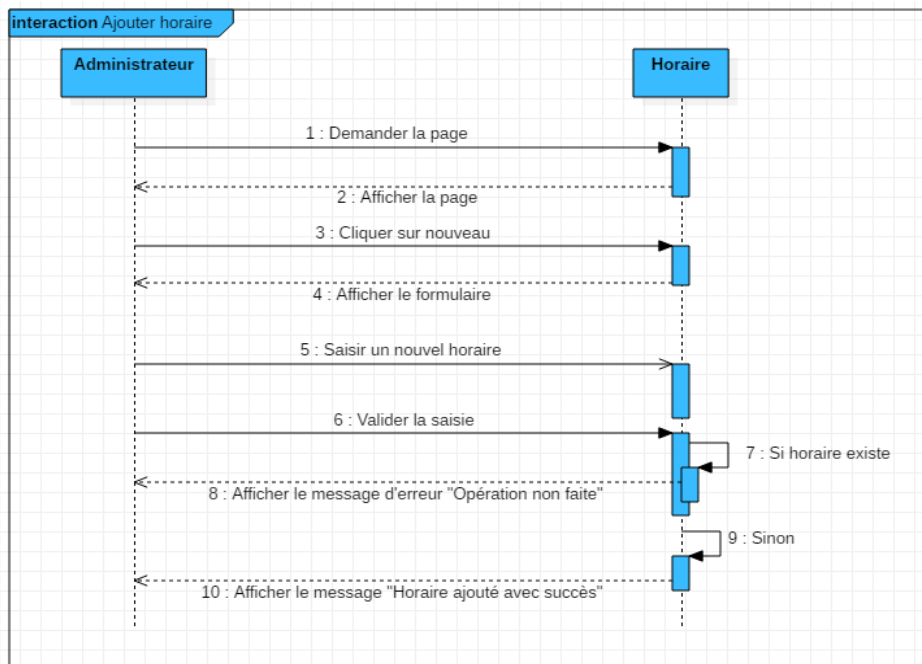 interaction Ajouter horaire
Administrateur
Horaire
1 : Demander la page
2 : Afficher la page
3 : Cliquer sur nouveau
4 : Afficher le formulaire
5 : Saisir un nouvel horaire
6 : Valider la saisie
7 : Si horaire existe
8 : Afficher le message d'erreur "Opération non faite"
9 : Sinon
10 : Afficher le message "Horaire ajouté avec succès"